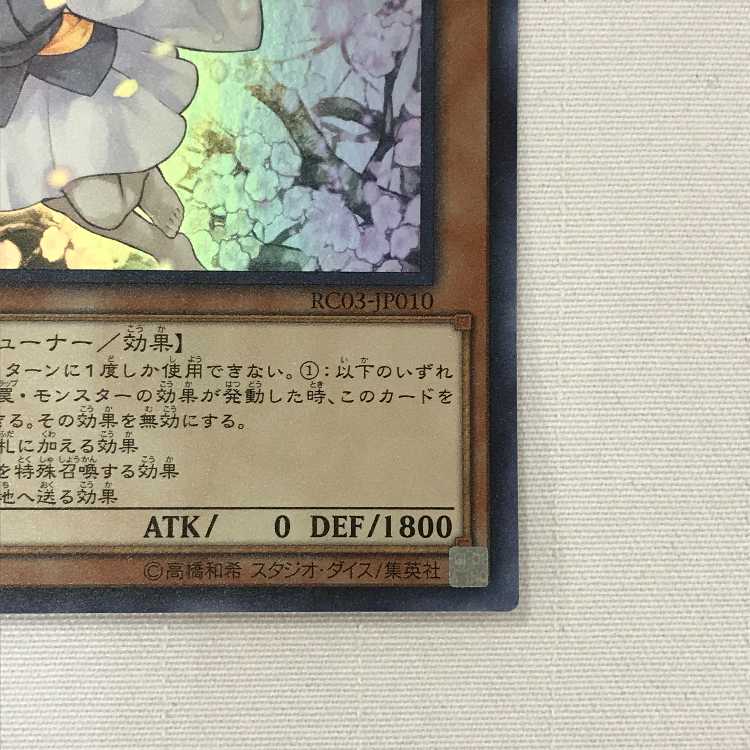 RC03-JP010
ューナー/効果】
ターンに1度しか使用できない。①:以下のいずれ
罠・モンスターの効果が発動した時、このカードを
きる。その効果を無効にする。
札に加える効果
を特殊召喚する効果
地へ送る効果
ATK/ 0 DEF/1800
©高橋和希 スタジオ・ダイス/集英社